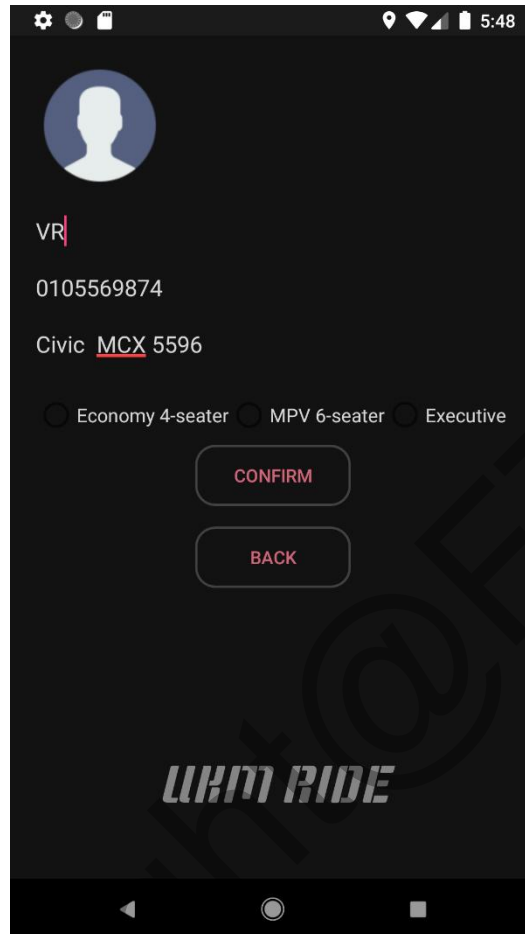 5:48
VR
0105569874
Civic MCX 5596
Economy 4-seater MPV 6-seater Executive
CONFIRM
BACK
UKM RIDE